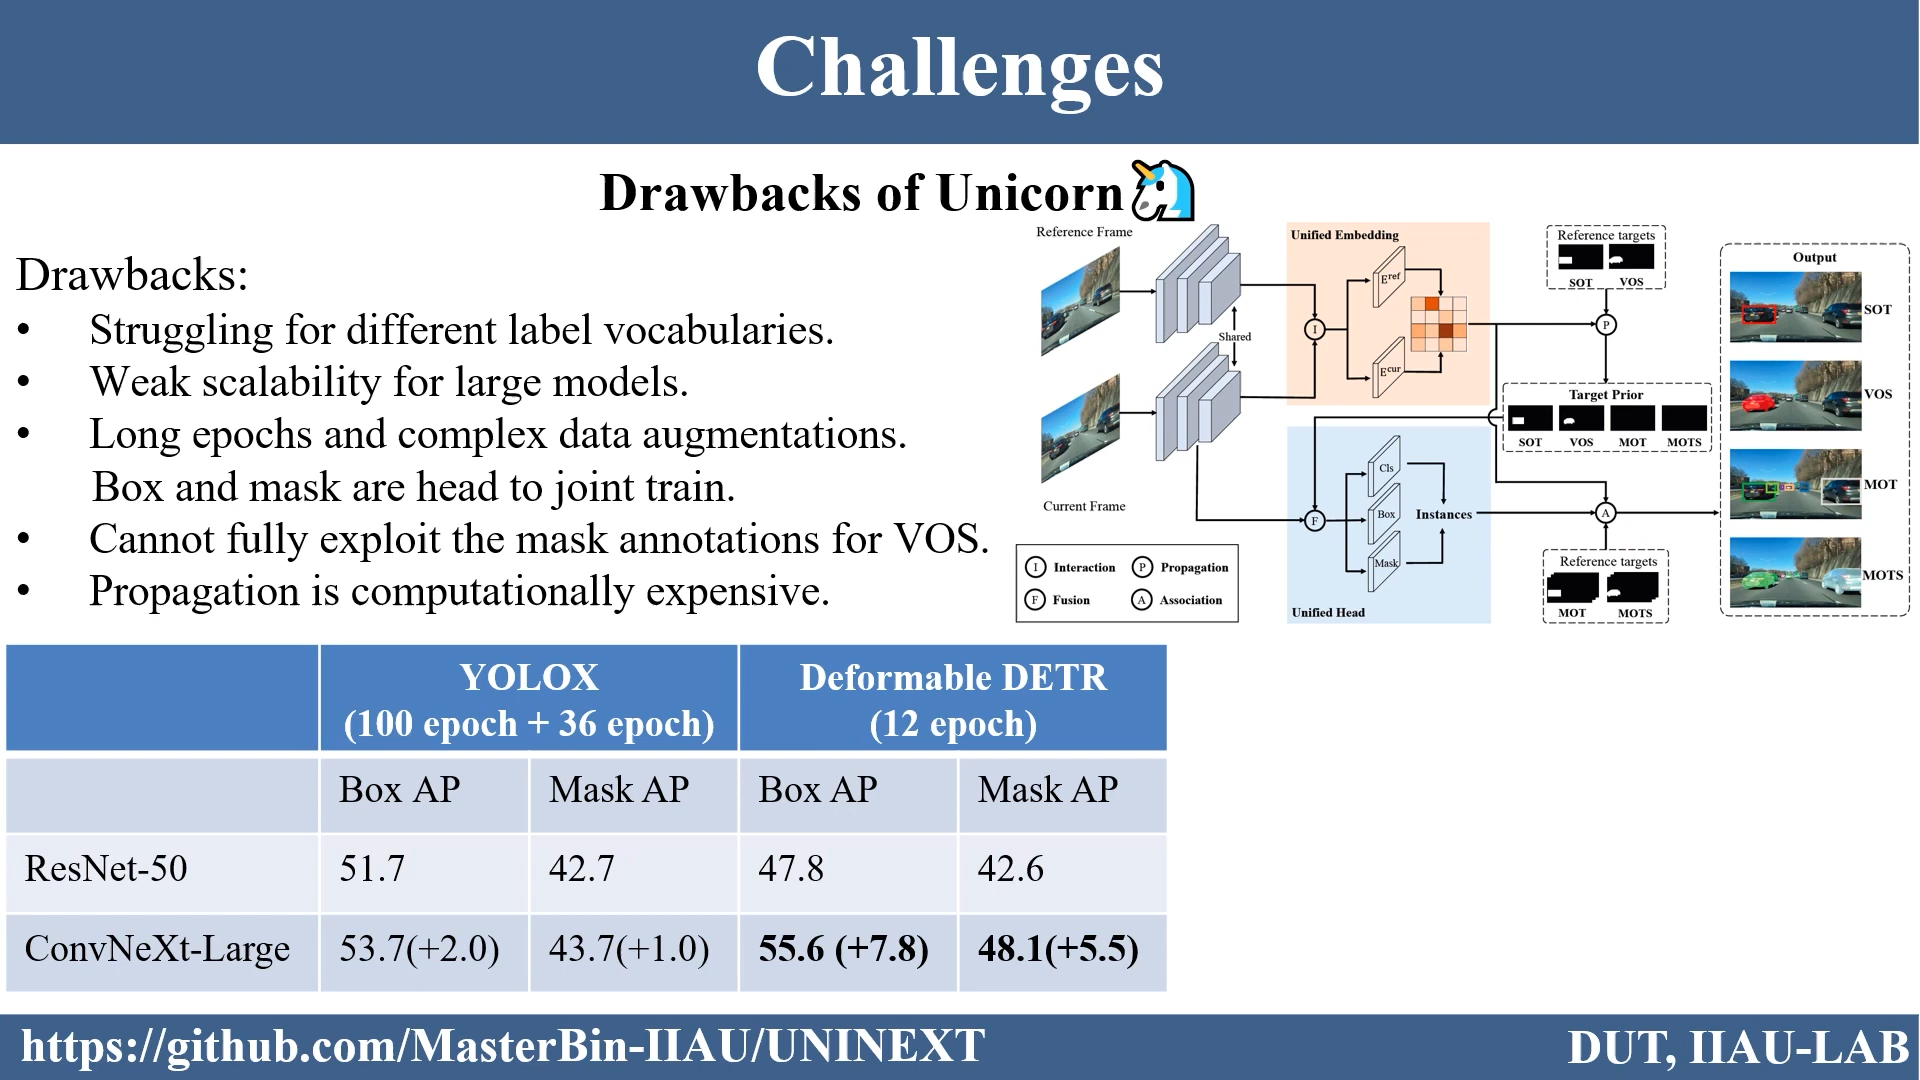 Challenges
Drawbacks of Unicorn
Drawbacks:
• Struggling for different label vocabularies.
• Weak scalability for large models.
• Long epochs and complex data augmentations.
Box and mask are head to joint train.
• Cannot fully exploit the mask annotations for VOS.
• Propagation is computationally expensive.
Reference Frame
Shared
Current Frame
Unified Embedding
E^ref
I
E^cur
Reference targets
SOT VOS
P
Target Prior
SOT VOS MOT MOTS
F
Cls
Box
Mask
Instances
Unified Head
A
Reference targets
MOT MOTS
Output
SOT
VOS
MOT
MOTS
I Interaction P Propagation
F Fusion A Association
YOLOX
(100 epoch + 36 epoch)
Deformable DETR
(12 epoch)
Box AP Mask AP Box AP Mask AP
ResNet-50 51.7 42.7 47.8 42.6
ConvNeXt-Large 53.7(+2.0) 43.7(+1.0) 55.6 (+7.8) 48.1(+5.5)
https://github.com/MasterBin-IIAU/UNINEXT
DUT, IIAU-LAB